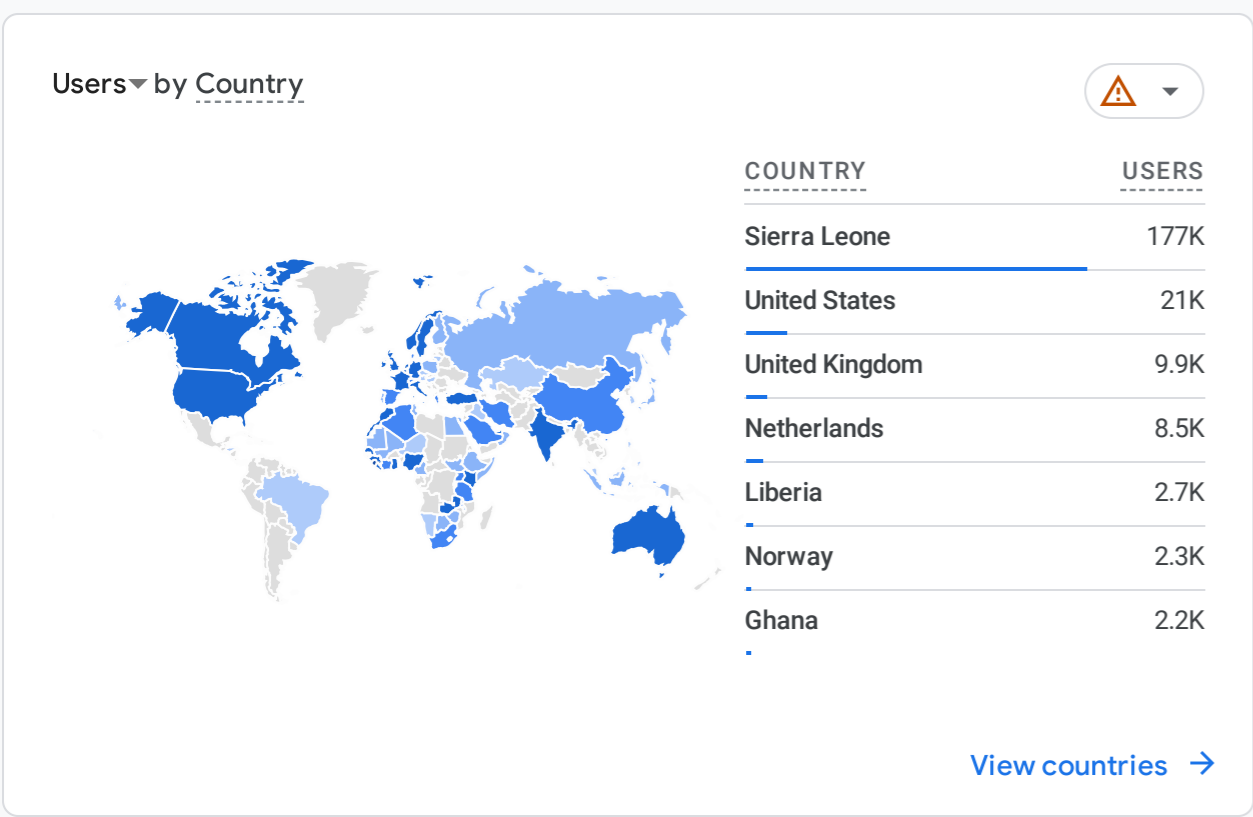 Users by Country
COUNTRY USERS
Sierra Leone 177K
United States 21K
United Kingdom 9.9K
Netherlands 8.5K
Liberia 2.7K
Norway 2.3K
Ghana 2.2K
View countries